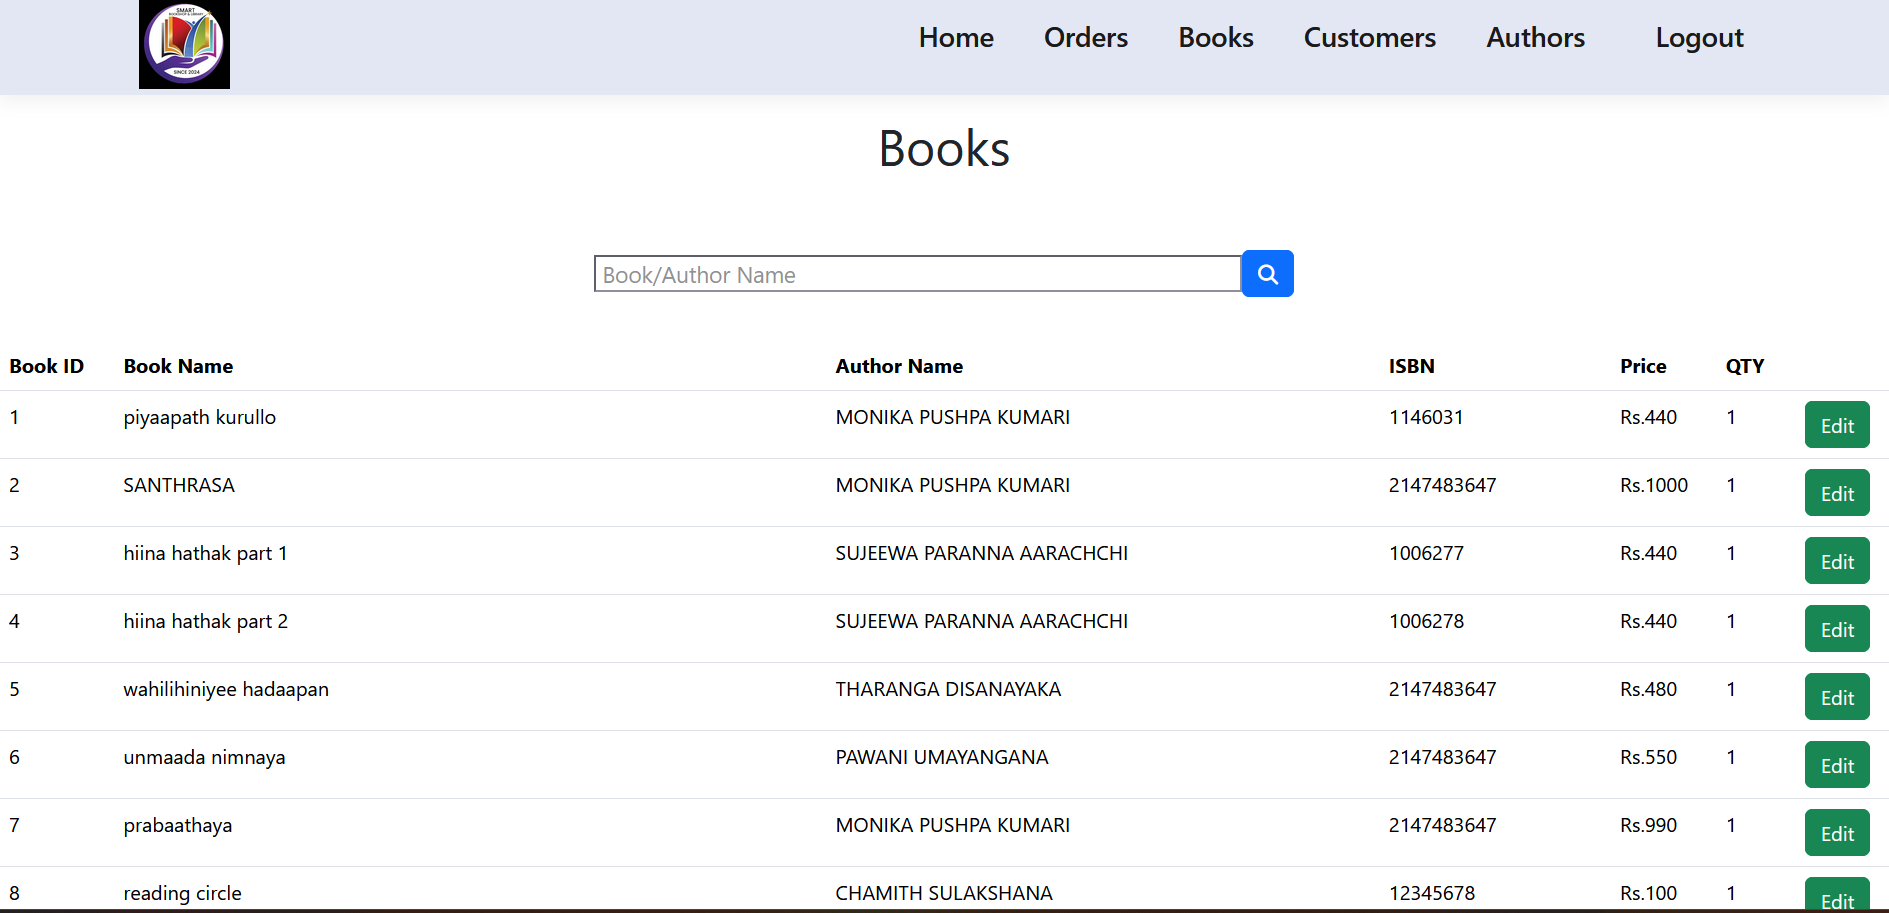 SMART
BOOKSHOP & LIBRARY
SINCE 2024
Home Orders Books Customers Authors Logout
Books
Book/Author Name
Book ID Book Name Author Name ISBN Price QTY
1 piyaapath kurullo MONIKA PUSHPA KUMARI 1146031 Rs.440 1 Edit
2 SANTHRASA MONIKA PUSHPA KUMARI 2147483647 Rs.1000 1 Edit
3 hiina hathak part 1 SUJEEWA PARANNA AARACHCHI 1006277 Rs.440 1 Edit
4 hiina hathak part 2 SUJEEWA PARANNA AARACHCHI 1006278 Rs.440 1 Edit
5 wahilihiniyee hadaapan THARANGA DISANAYAKA 2147483647 Rs.480 1 Edit
6 unmaada nimnaya PAWANI UMAYANGANA 2147483647 Rs.550 1 Edit
7 prabaathaya MONIKA PUSHPA KUMARI 2147483647 Rs.990 1 Edit
8 reading circle CHAMITH SULAKSHANA 12345678 Rs.100 1 Edit